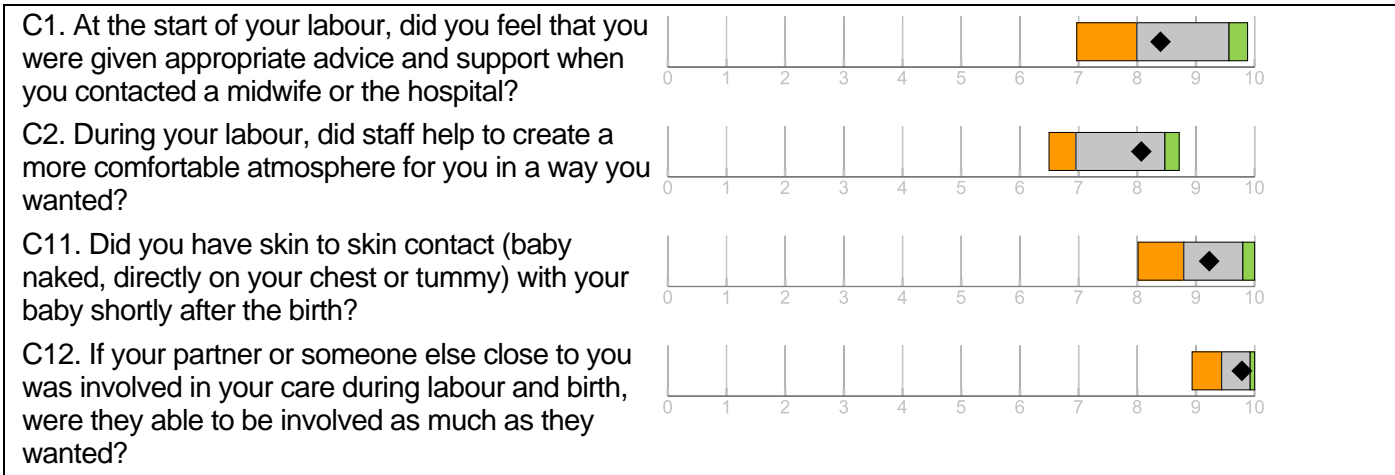 C1. At the start of your labour, did you feel that you
were given appropriate advice and support when
you contacted a midwife or the hospital?
0 1 2 3 4 5 6 7 8 9 10
C2. During your labour, did staff help to create a
more comfortable atmosphere for you in a way you
wanted?
0 1 2 3 4 5 6 7 8 9 10
C11. Did you have skin to skin contact (baby
naked, directly on your chest or tummy) with your
baby shortly after the birth?
0 1 2 3 4 5 6 7 8 9 10
C12. If your partner or someone else close to you
was involved in your care during labour and birth,
were they able to be involved as much as they
wanted?
0 1 2 3 4 5 6 7 8 9 10